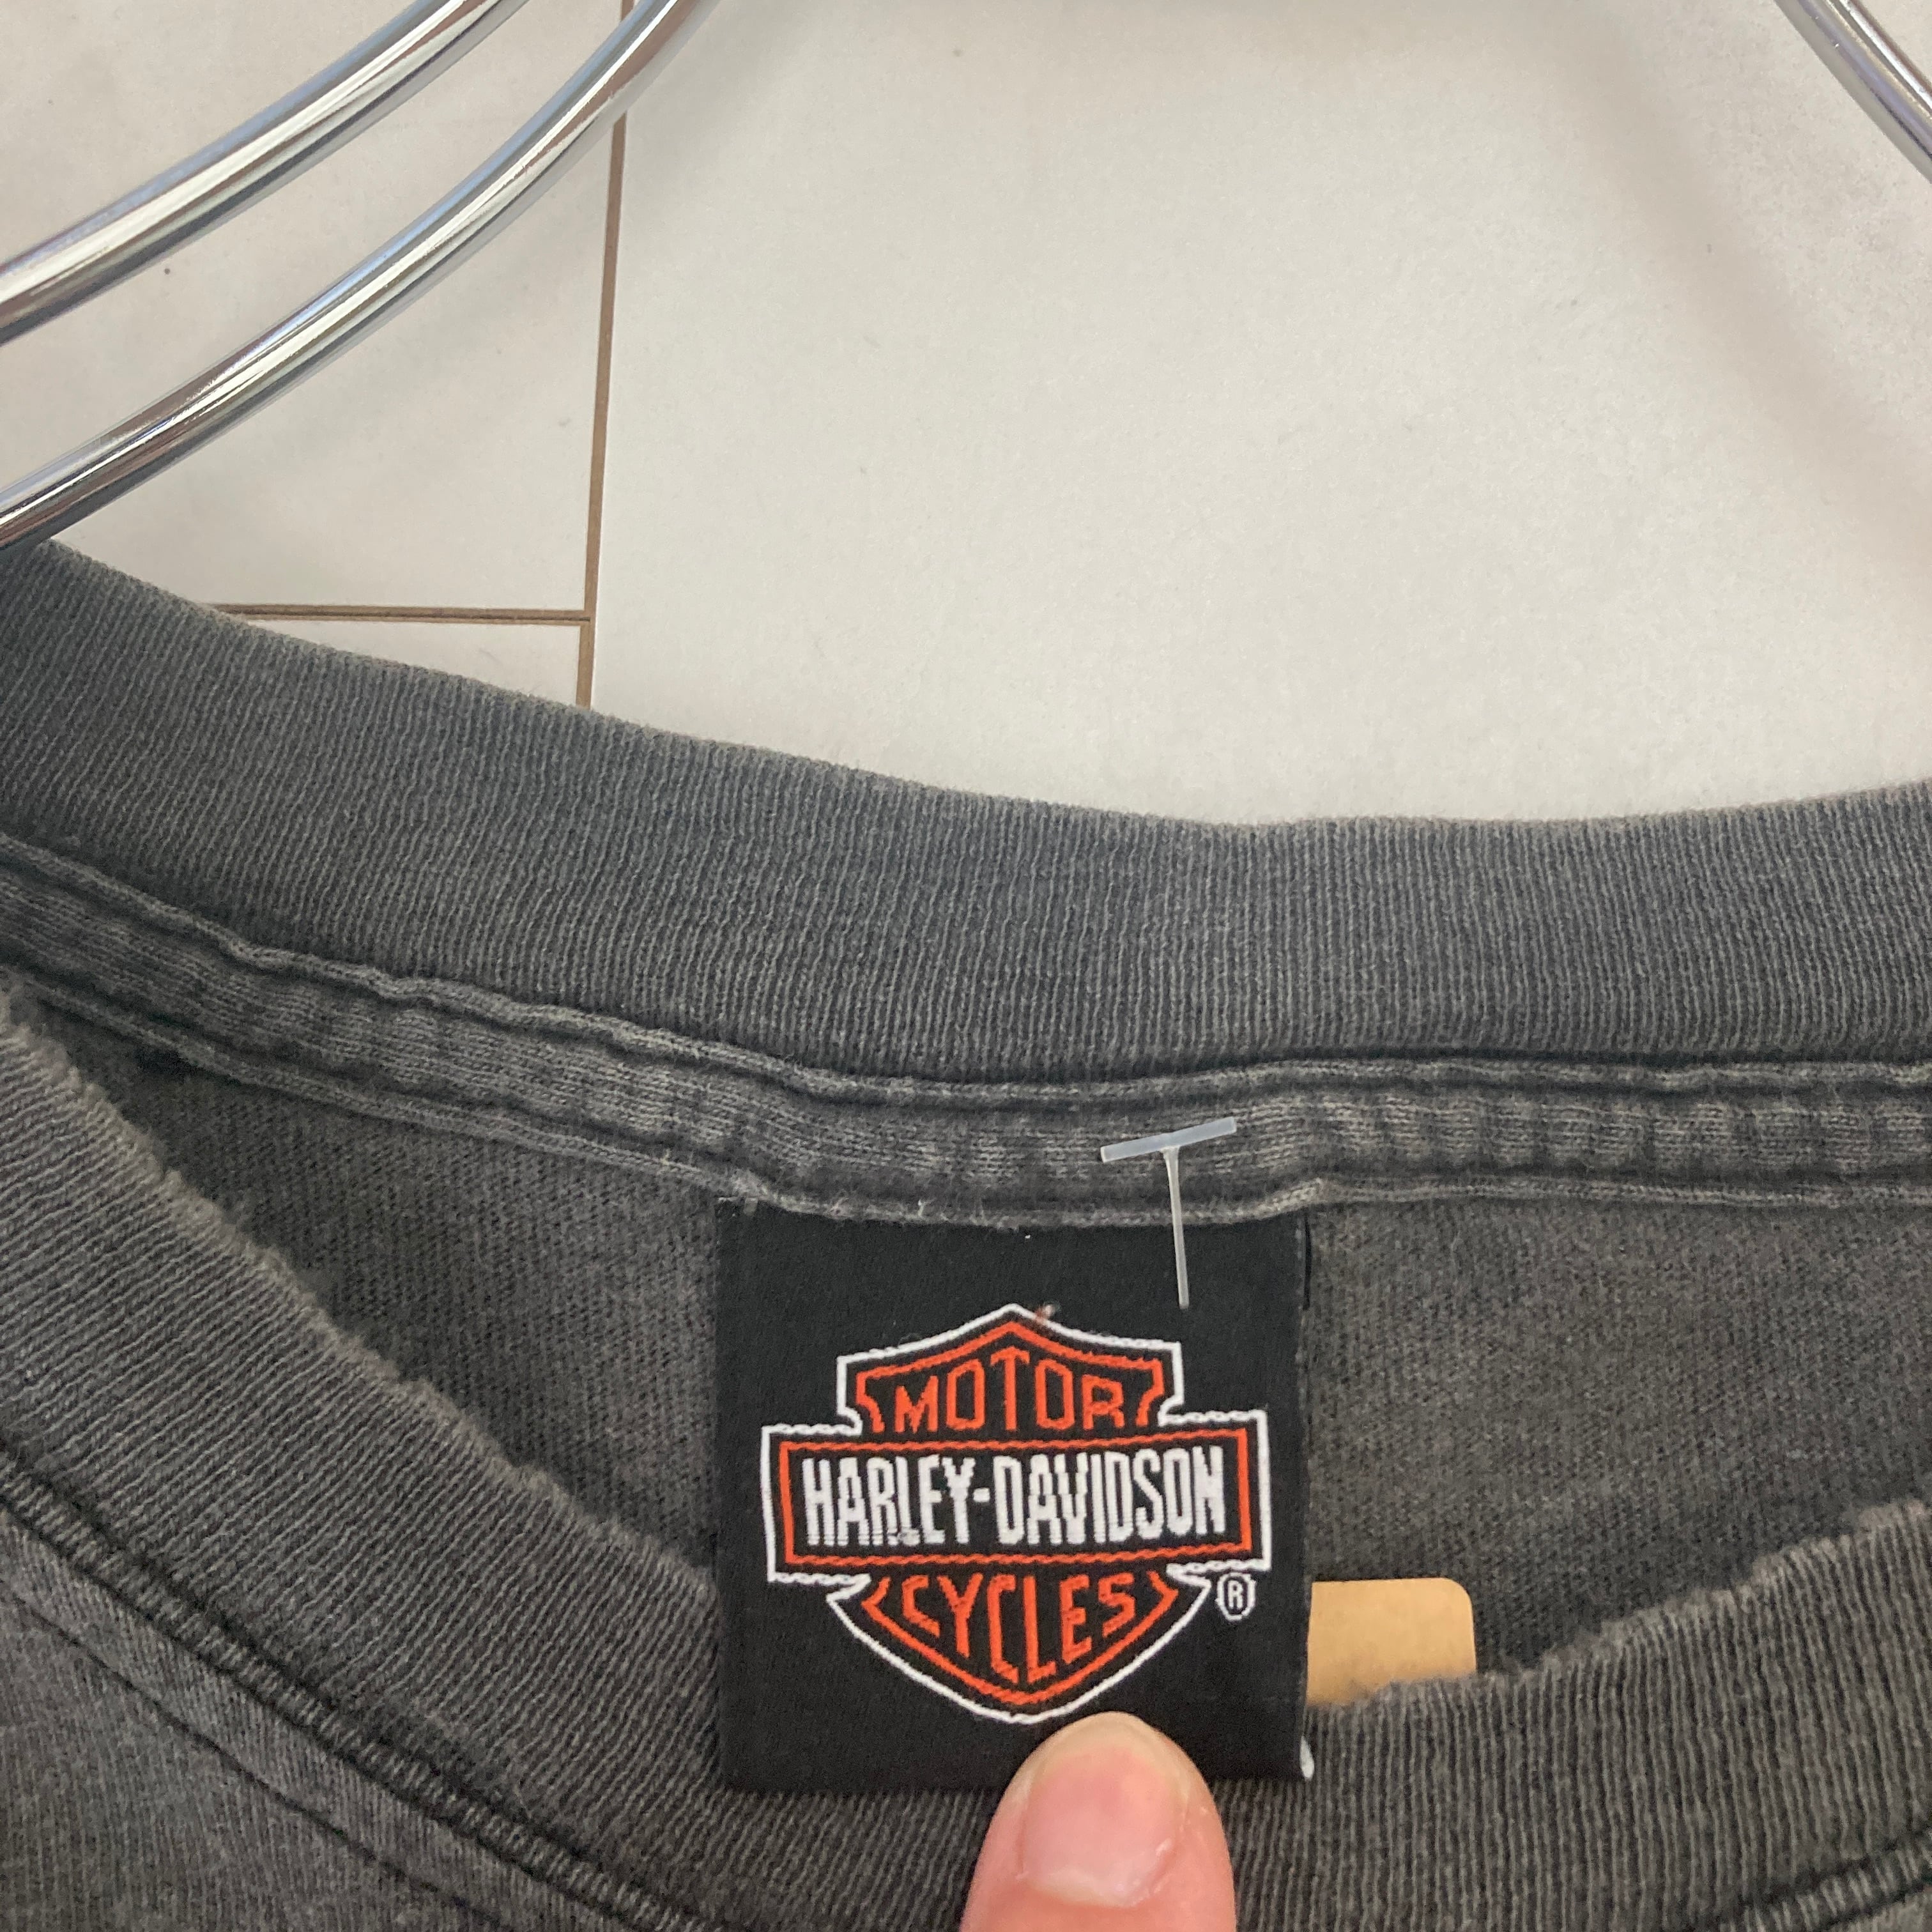 MOTOR
HARLEY-DAVIDSON
CYCLES
®